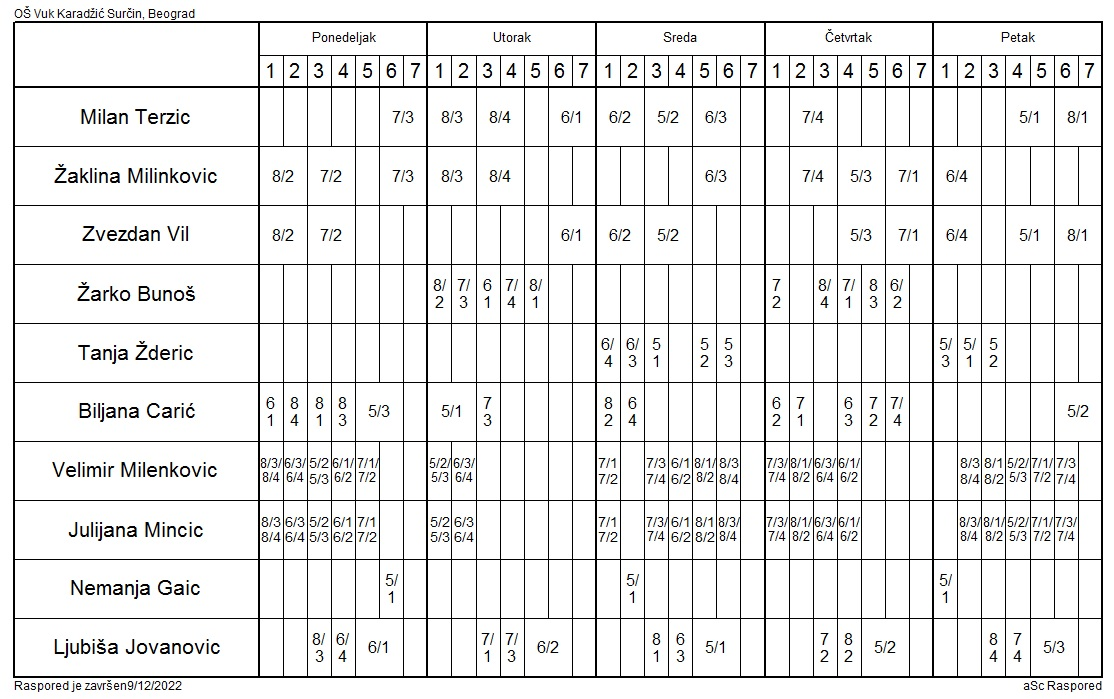 OŠ Vuk Karadžić Surčin, Beograd
Ponedeljak Utorak Sreda Četvrtak Petak
1 2 3 4 5 6 7 1 2 3 4 5 6 7 1 2 3 4 5 6 7 1 2 3 4 5 6 7 1 2 3 4 5 6 7
Milan Terzic 7/3 8/3 8/4 6/1 6/2 5/2 6/3 7/4 5/1 8/1
Žaklina Milinkovic 8/2 7/2 7/3 8/3 8/4 6/3 7/4 5/3 7/1 6/4
Zvezdan Vil 8/2 7/2 6/1 6/2 5/2 5/3 7/1 6/4 5/1 8/1
8/ 7/ 6 7/ 8/ 7 8/ 7/ 8 6/
Žarko Bunoš
2 3 1 4 1 2 4 1 3 2
6/ 6/ 5 5 5 5/ 5/ 5
Tanja Žderic
4 3 1 2 3 3 1 2
6 8 8 8 7 8 6 6 7 6 7 7/
Biljana Carić 5/3 5/1 5/2
1 4 1 3 3 2 4 2 1 3 2 4
8/3/ 6/3/ 5/2 6/1/ 7/1/ 5/2/ 6/3/ 7/1 7/3 6/1 8/1/ 8/3 7/3/ 8/1/ 6/3/ 6/1/ 8/3 8/1 5/2/ 7/1/ 7/3
Velimir Milenkovic
8/4 6/4 5/3 6/2 7/2 5/3 6/4 7/2 7/4 6/2 8/2 8/4 7/4 8/2 6/4 6/2 8/4 8/2 5/3 7/2 7/4
8/3 6/3 5/2 6/1 7/1 5/2 6/3 7/1 7/3/ 6/1 8/1 8/3/ 7/3/ 8/1/ 6/3/ 6/1/ 8/3/ 8/1/ 5/2/ 7/1/ 7/3/
Julijana Mincic
8/4 6/4 5/3 6/2 7/2 5/3 6/4 7/2 7/4 6/2 8/2 8/4 7/4 8/2 6/4 6/2 8/4 8/2 5/3 7/2 7/4
5/ 5/ 5/
Nemanja Gaic
1 1 1
8/ 6/ 7/ 7/ 8 6 7 8 8 7
Ljubiša Jovanovic 6/1 6/2 5/1 5/2 5/3
3 4 1 3 1 3 2 2 4 4
Raspored je završen9/12/2022 aSc Raspored